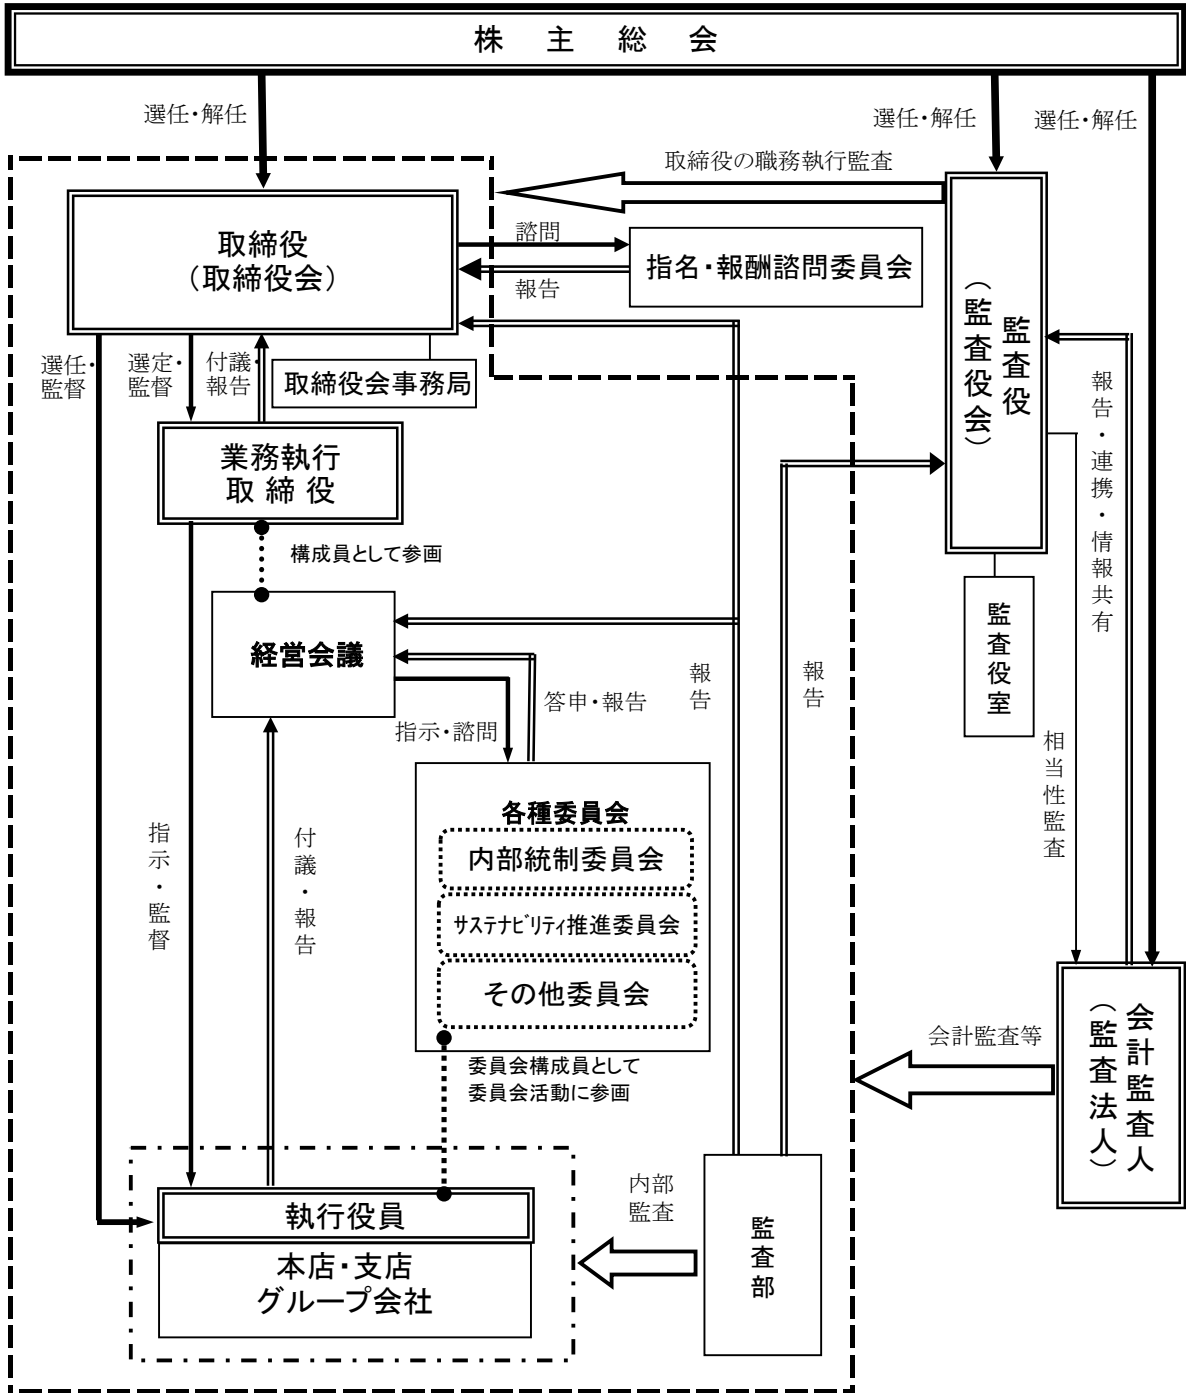 株 主 総 会
選任・解任
選任・解任
選任・解任
取締役の職務執行監査
取締役
（取締役会）
諮問
報告
指名・報酬諮問委員会
監査役
（監査役会）
選任・
監督
選定・
監督
付議・
報告
取締役会事務局
報告・連携・情報共有
業務執行
取 締 役
構成員として参画
経営会議
監査役室
報告
報告
答申・報告
指示・諮問
相当性監査
各種委員会
内部統制委員会
サステナビリティ推進委員会
その他委員会
指示・監督
付議・報告
委員会構成員として
委員会活動に参画
会計監査等
会計監査人
（監査法人）
内部
監査
監査部
執行役員
本店・支店
グループ会社